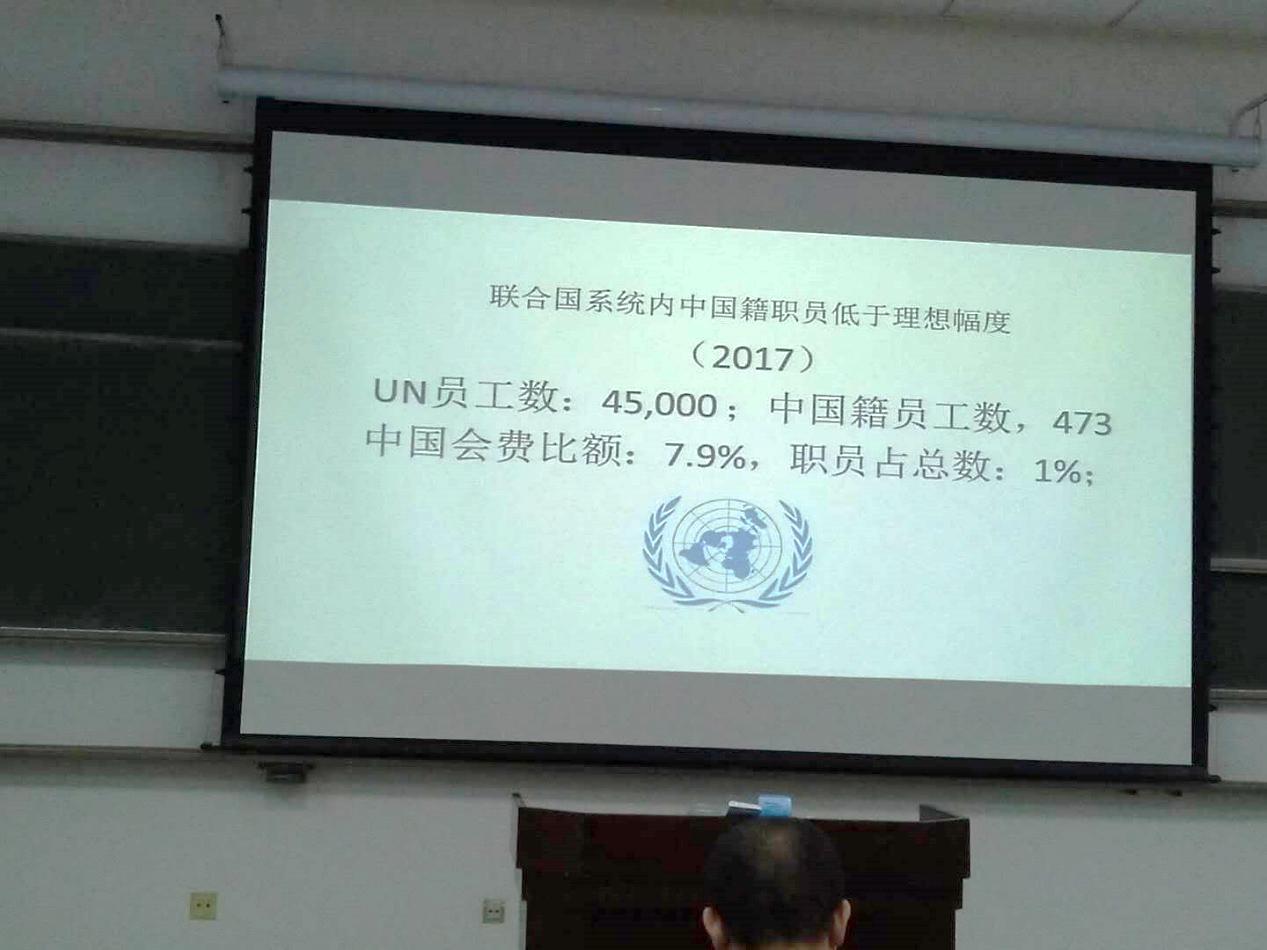 联合国系统内中国籍职员低于理想幅度
（2017）
UN员工数：45,000；中国籍员工数，473
中国会费比额：7.9%，职员占总数：1%；